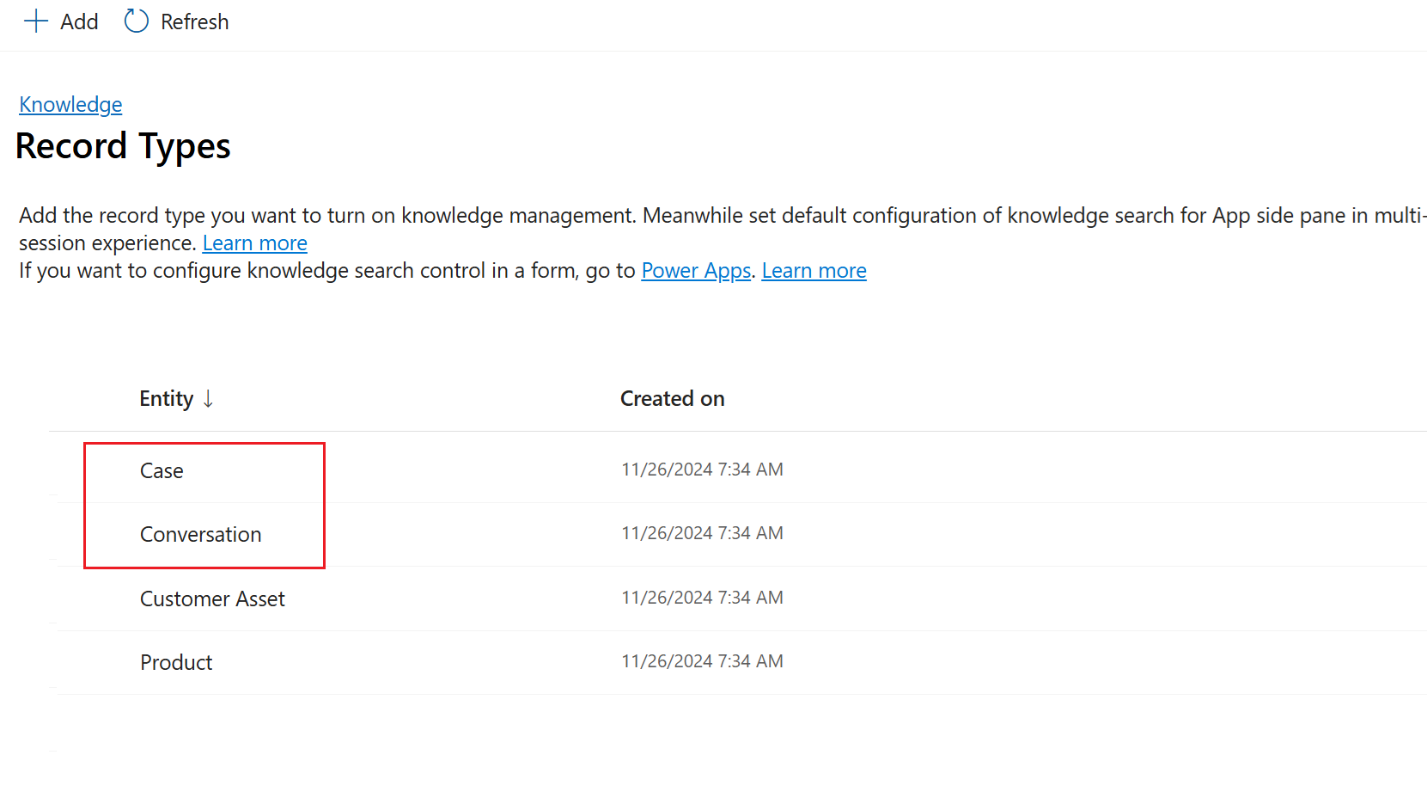 Add Refresh
Knowledge
Record Types
Add the record type you want to turn on knowledge management. Meanwhile set default configuration of knowledge search for App side pane in multi-
session experience. Learn more
If you want to configure knowledge search control in a form, go to Power Apps. Learn more
Entity ↓ Created on
Case 11/26/2024 7:34 AM
Conversation 11/26/2024 7:34 AM
Customer Asset 11/26/2024 7:34 AM
Product 11/26/2024 7:34 AM